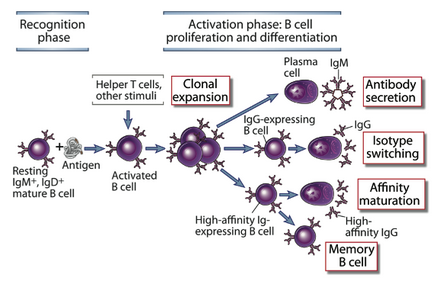 Recognition
phase
Activation phase: B cell
proliferation and differentiation
Helper T cells,
other stimuli
Clonal
expansion
Plasma
cell
IgM
Antibody
secretion
IgG-expressing
B cell
IgG
Isotype
switching
Resting
IgM+, IgD+
mature B cell
+
Antigen
Activated
B cell
Affinity
maturation
High-affinity Ig-
expressing B cell
High-
affinity IgG
Memory
B cell